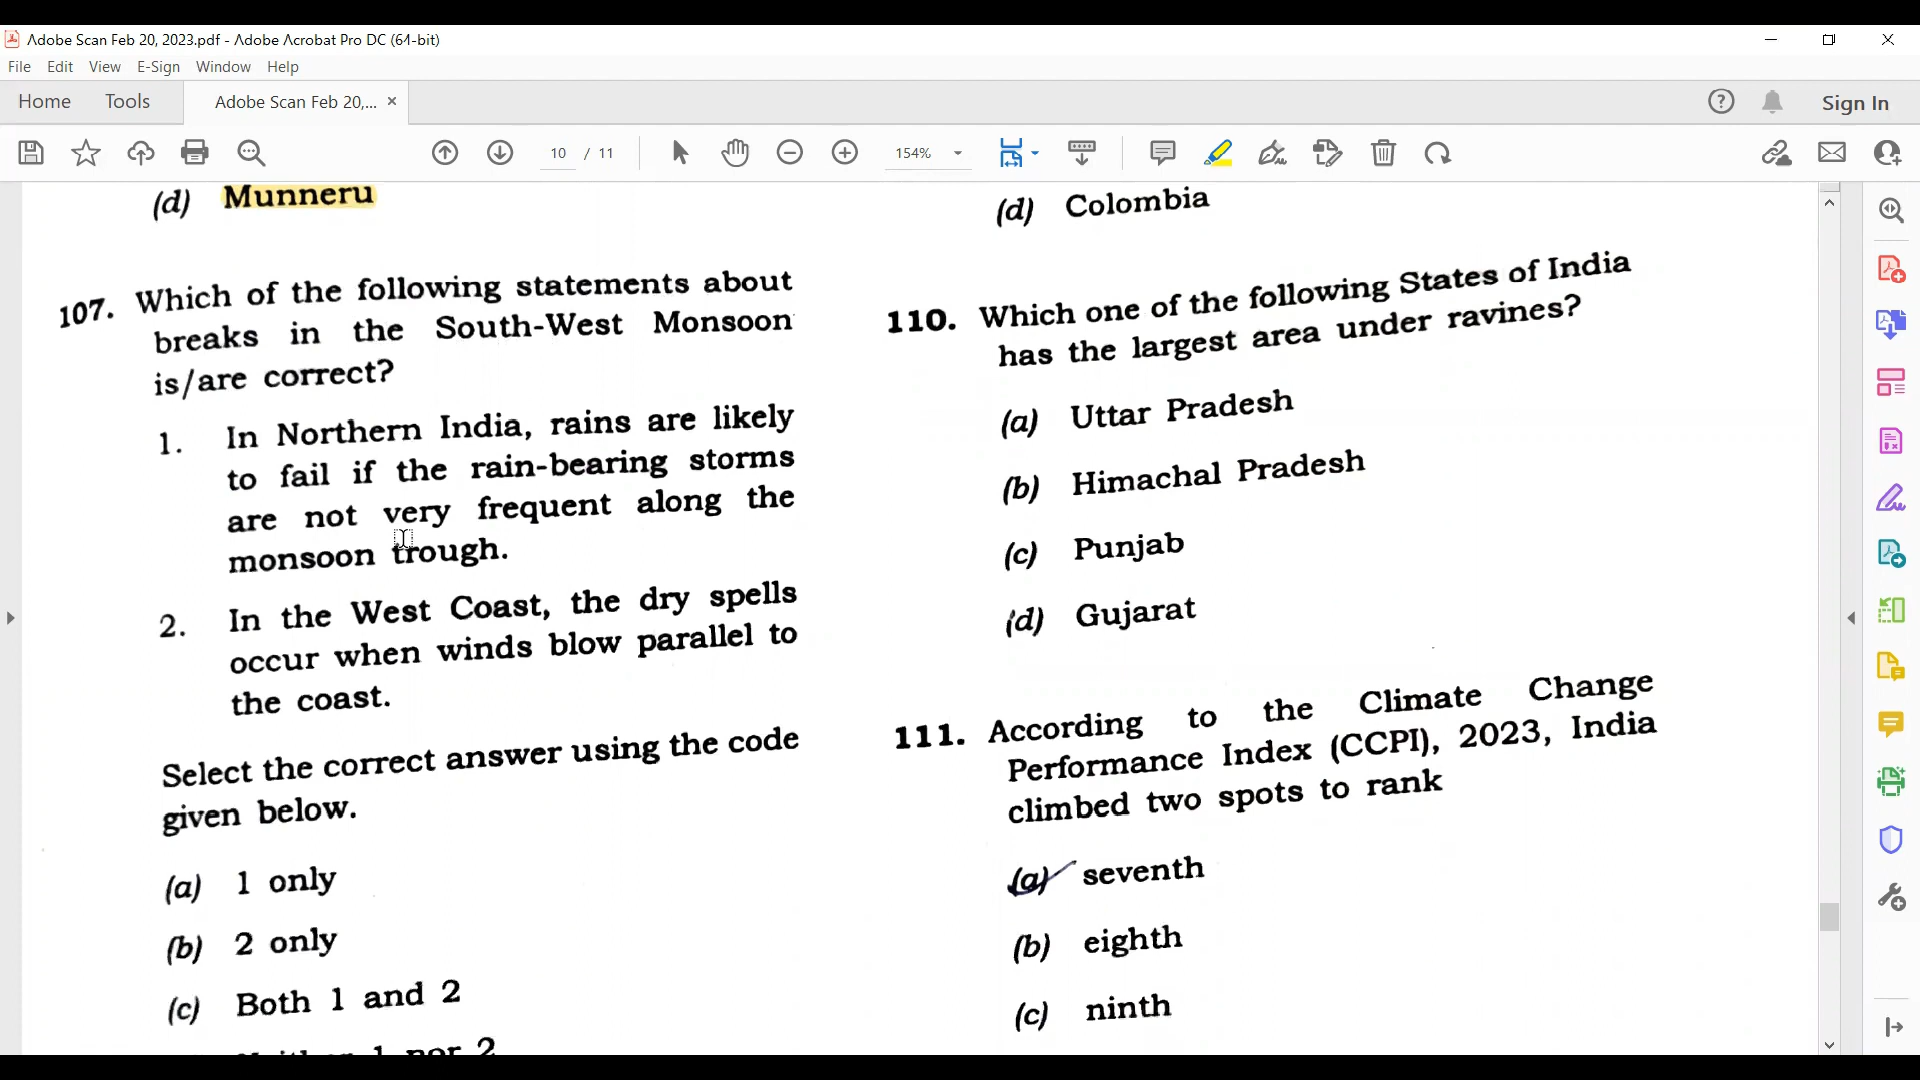 Adobe Scan Feb 20, 2023.pdf - Adobe Acrobat Pro DC (64-bit)
File Edit View E-Sign Window Help
Home Tools Adobe Scan Feb 20,... ×
Sign In
10 / 11
154%
(d) Munneru
107. Which of the following statements about
breaks in the South-West Monsoon
is/are correct?
1. In Northern India, rains are likely
to fail if the rain-bearing storms
are not very frequent along the
monsoon trough.
2. In the West Coast, the dry spells
occur when winds blow parallel to
the coast.
Select the correct answer using the code
given below.
(a) 1 only
(b) 2 only
(c) Both 1 and 2
nor 2
(d) Colombia
110. Which one of the following States of India
has the largest area under ravines?
(a) Uttar Pradesh
(b) Himachal Pradesh
(c) Punjab
(d) Gujarat
111. According to the Climate Change
Performance Index (CCPI), 2023, India
climbed two spots to rank
(a) seventh
(b) eighth
(c) ninth